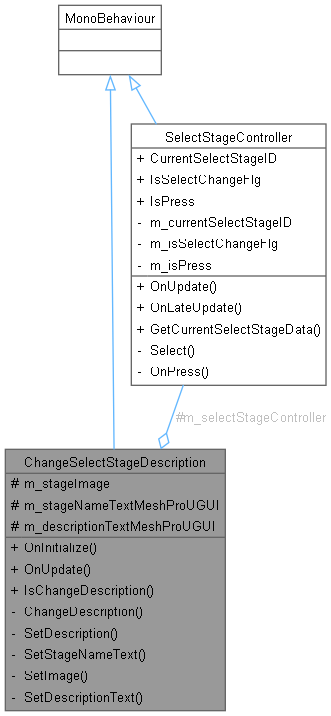 MonoBehaviour
SelectStageController
+ CurrentSelectStageID
+ IsSelectChangeFlg
+ IsPress
- m_currentSelectStageID
- m_isSelectChangeFlg
- m_isPress
+ OnUpdate()
+ OnLateUpdate()
+ GetCurrentSelectStageData()
- Select()
- OnPress()
#m_selectStageController
ChangeSelectStageDescription
# m_stageImage
# m_stageNameTextMeshProUGUI
# m_descriptionTextMeshProUGUI
+ OnInitialize()
+ OnUpdate()
+ IsChangeDescription()
- ChangeDescription()
- SetDescription()
- SetStageNameText()
- SetImage()
- SetDescriptionText()